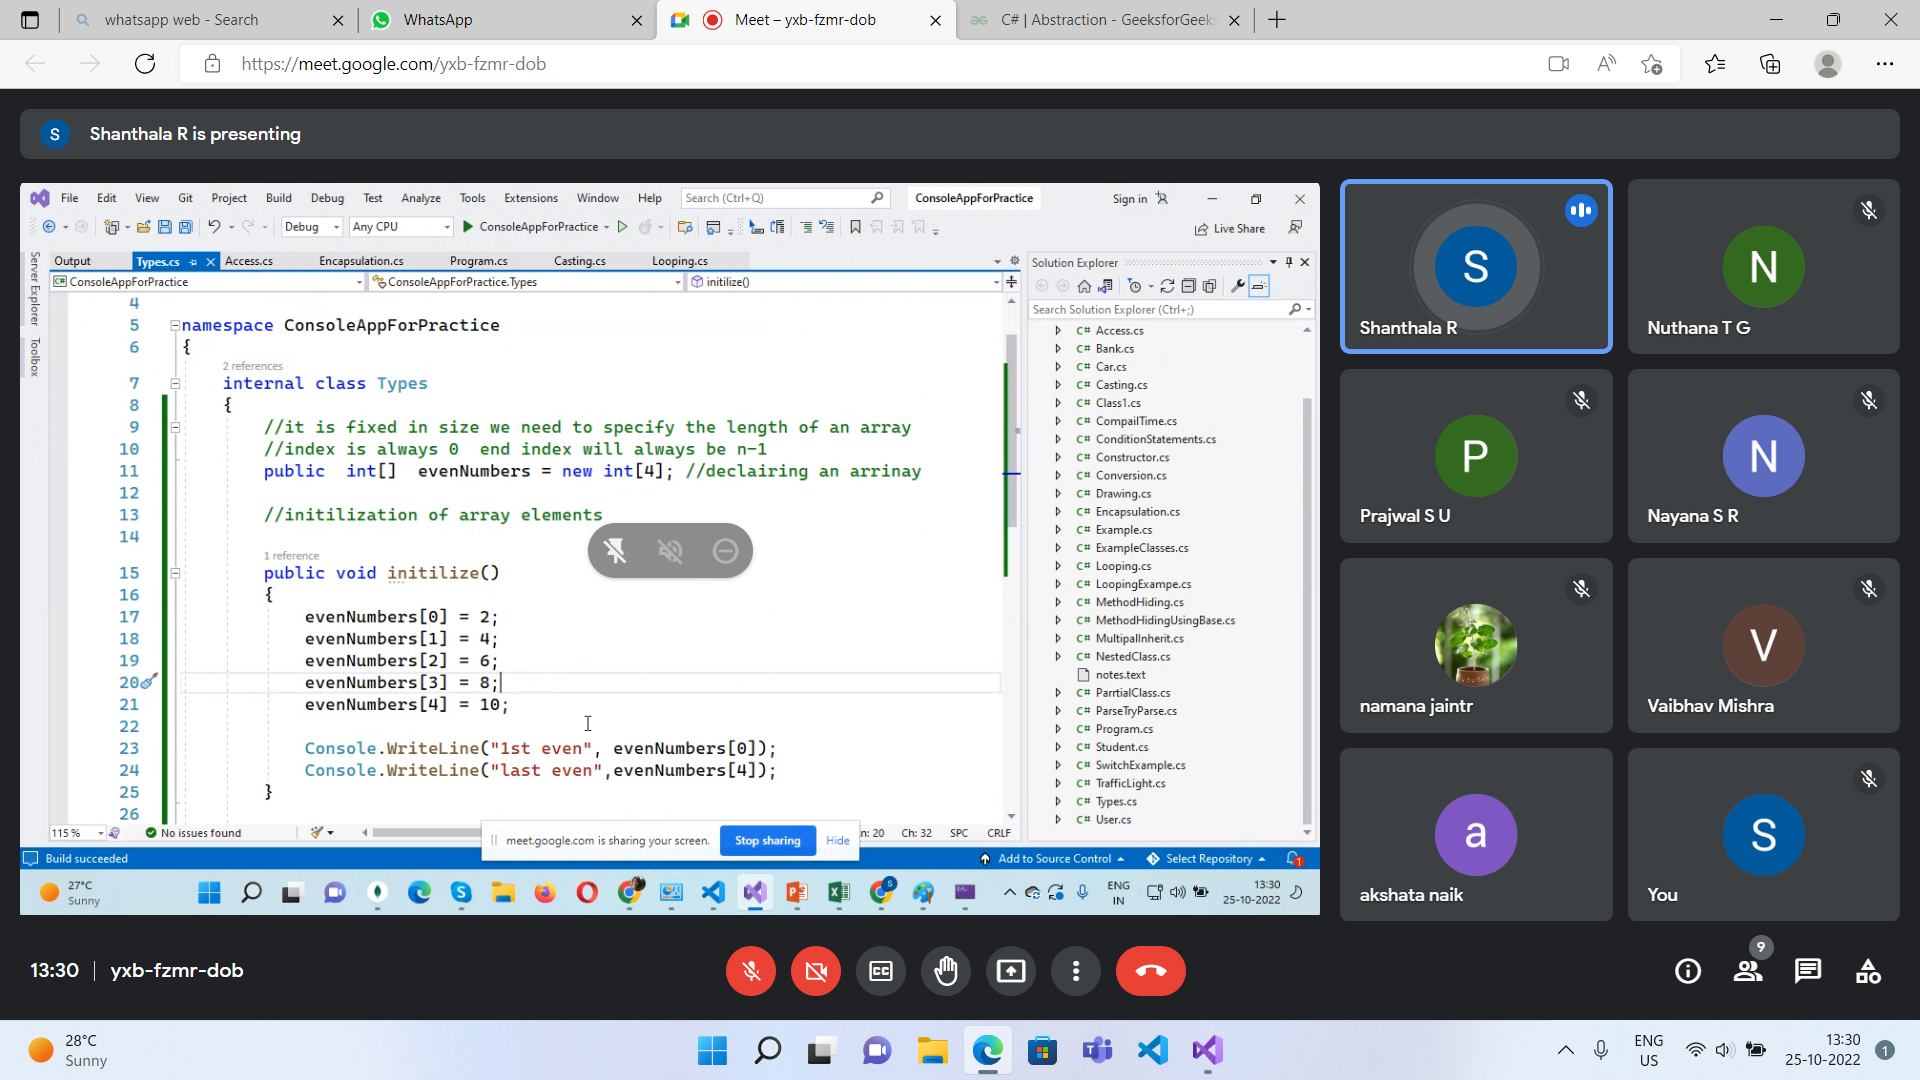 whatsapp web - Search
WhatsApp
Meet – yxb-fzmr-dob
C# | Abstraction - GeeksforGeeks
https://meet.google.com/yxb-fzmr-dob
S
Shanthala R is presenting
File Edit View Git Project Build Debug Test Analyze Tools Extensions Window Help Search (Ctrl+Q) ConsoleAppForPractice Sign in
Debug Any CPU ConsoleAppForPractice Live Share
Server Explorer
Toolbox
Output Types.cs Access.cs Encapsulation.cs Program.cs Casting.cs Looping.cs
ConsoleAppForPractice ConsoleAppForPractice.Types initilize()
4
5 namespace ConsoleAppForPractice
6 {
2 references
7 internal class Types
8 {
9 //it is fixed in size we need to specify the length of an array
10 //index is always 0 end index will always be n-1
11 public int[] evenNumbers = new int[4]; //declairing an arrinay
12
13 //initilization of array elements
14
1 reference
15 public void initilize()
16 {
17 evenNumbers[0] = 2;
18 evenNumbers[1] = 4;
19 evenNumbers[2] = 6;
20 evenNumbers[3] = 8;
21 evenNumbers[4] = 10;
22
23 Console.WriteLine("1st even", evenNumbers[0]);
24 Console.WriteLine("last even",evenNumbers[4]);
25 }
26
115 % No issues found Ln: 20 Ch: 32 SPC CRLF
meet.google.com is sharing your screen. Stop sharing Hide
Build succeeded Add to Source Control Select Repository 1
Solution Explorer
Search Solution Explorer (Ctrl+;)
C# Access.cs
C# Bank.cs
C# Car.cs
C# Casting.cs
C# Class1.cs
C# CompailTime.cs
C# ConditionStatements.cs
C# Constructor.cs
C# Conversion.cs
C# Drawing.cs
C# Encapsulation.cs
C# Example.cs
C# ExampleClasses.cs
C# Looping.cs
C# LoopingExampe.cs
C# MethodHiding.cs
C# MethodHidingUsingBase.cs
C# MultipalInherit.cs
C# NestedClass.cs
notes.text
C# ParrtialClass.cs
C# ParseTryParse.cs
C# Program.cs
C# Student.cs
C# SwitchExample.cs
C# TrafficLight.cs
C# Types.cs
C# User.cs
27°C
Sunny
ENG
IN
13:30
25-10-2022
S
Shanthala R
N
Nuthana T G
P
Prajwal S U
N
Nayana S R
namana jaintr
V
Vaibhav Mishra
a
akshata naik
S
You
13:30 | yxb-fzmr-dob
CC
9
28°C
Sunny
ENG
US
13:30
25-10-2022
1